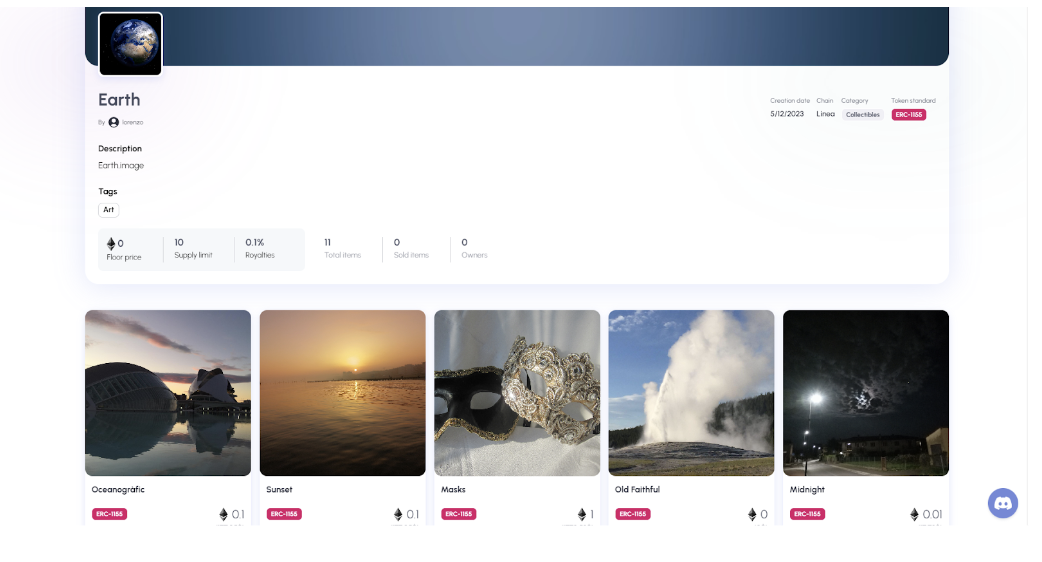 Earth
By lorenzo
Creation date Chain Category Token standard
5/12/2023 Linea Collectibles ERC-1155
Description
Earth.image
Tags
Art
0 10 0.1% 11 0 0
Floor price Supply limit Royalties Total items Sold items Owners
Oceanogràfic Sunset Masks Old Faithful Midnight
ERC-1155 0.1 ERC-1155 0.1 ERC-1155 1 ERC-1155 0 ERC-1155 0.01